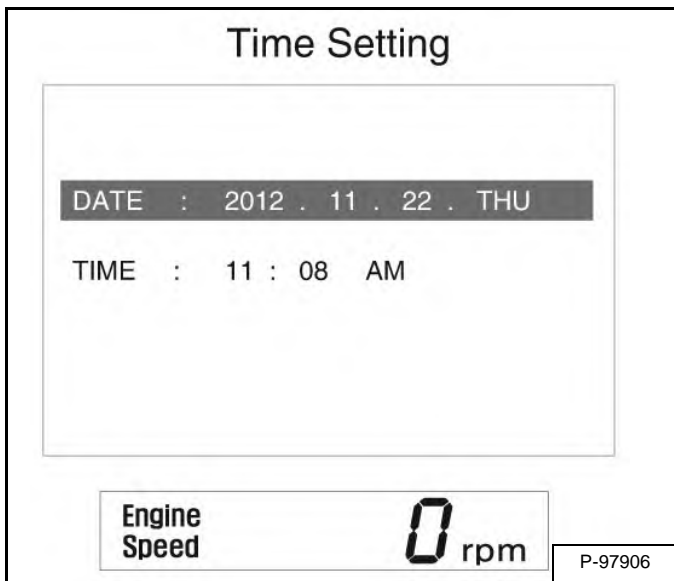 Time Setting
DATE : 2012 . 11 . 22 . THU
TIME : 11 : 08 AM
Engine
Speed
0 rpm
P-97906